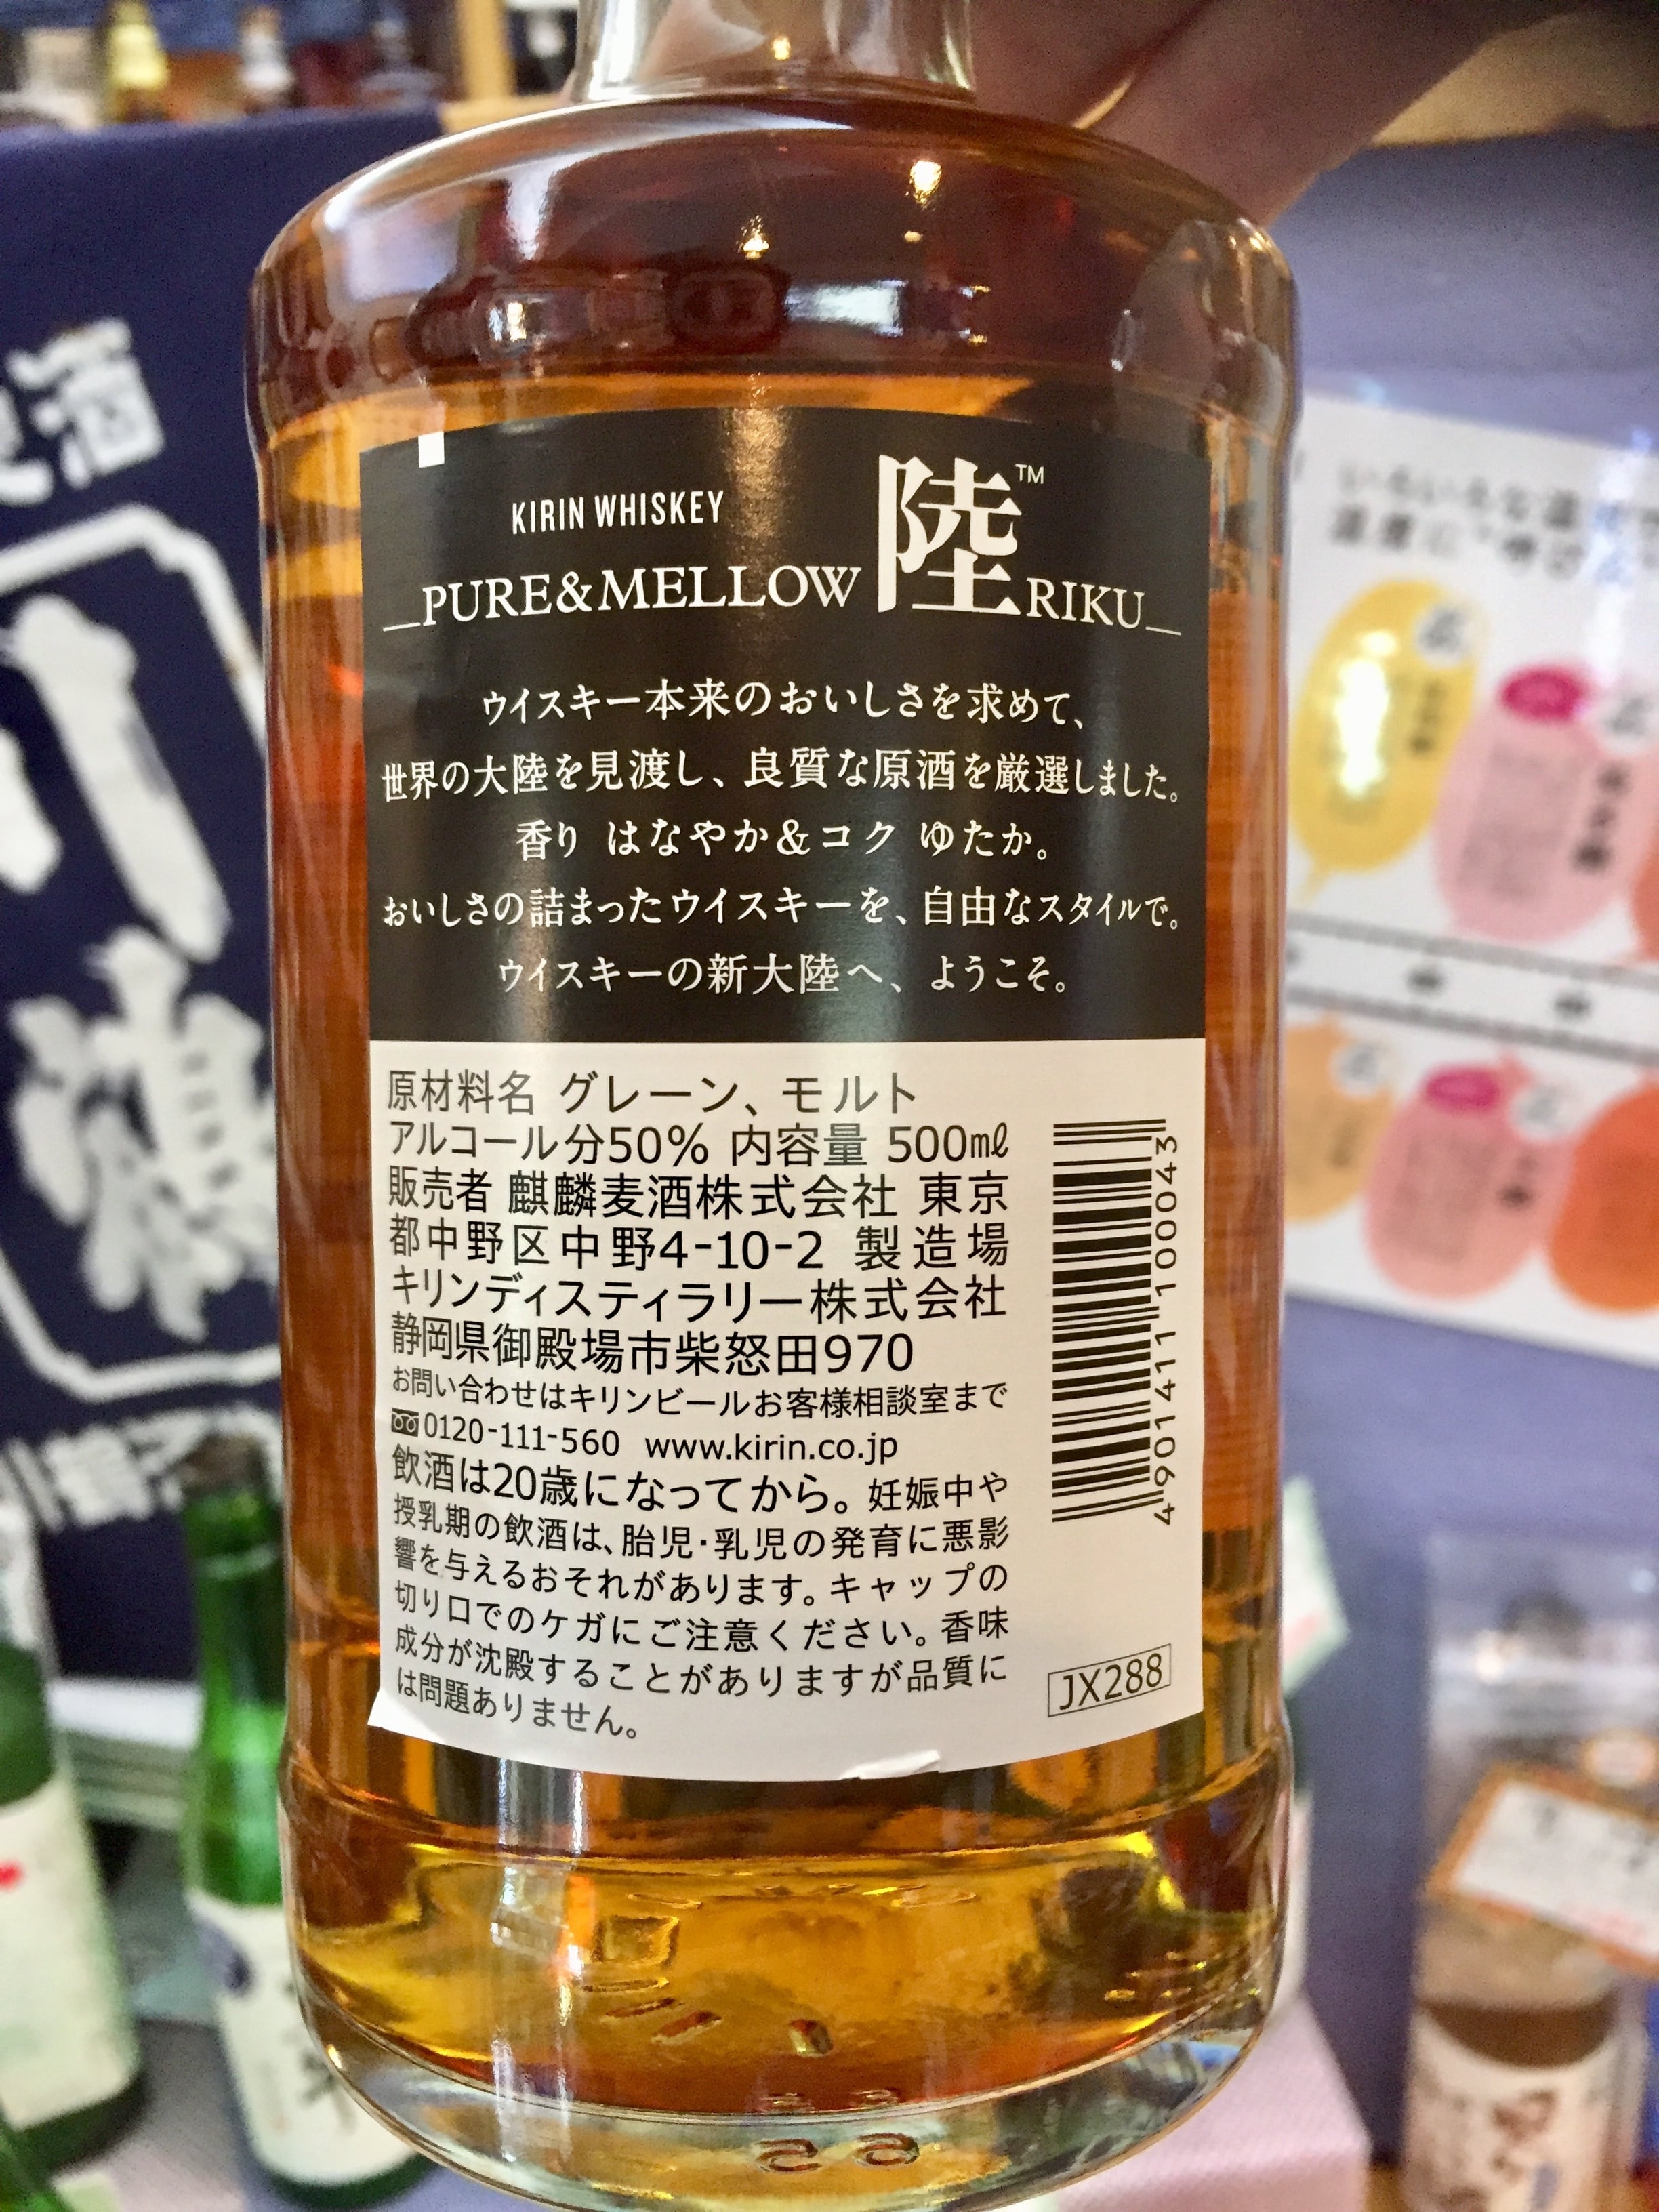 KIRIN WHISKEY
PURE&MELLOW 陸™ RIKU
ウイスキー本来のおいしさを求めて、
世界の大陸を見渡し、良質な原酒を厳選しました。
香り はなやか&コク ゆたか。
おいしさの詰まったウイスキーを、自由なスタイルで。
ウイスキーの新大陸へ、ようこそ。
原材料名 グレーン、モルト
アルコール分50% 内容量 500ml
販売者 麒麟麦酒株式会社 東京
都中野区中野4-10-2 製造場
キリンディスティラリー株式会社
静岡県御殿場市柴怒田970
お問い合わせはキリンビールお客様相談室まで
0120-111-560 www.kirin.co.jp
飲酒は20歳になってから。妊娠中や
授乳期の飲酒は、胎児・乳児の発育に悪影
響を与えるおそれがあります。キャップの
切り口でのケガにご注意ください。香味
成分が沈殿することがありますが品質に
は問題ありません。
4 901411 100043
JX288
酒